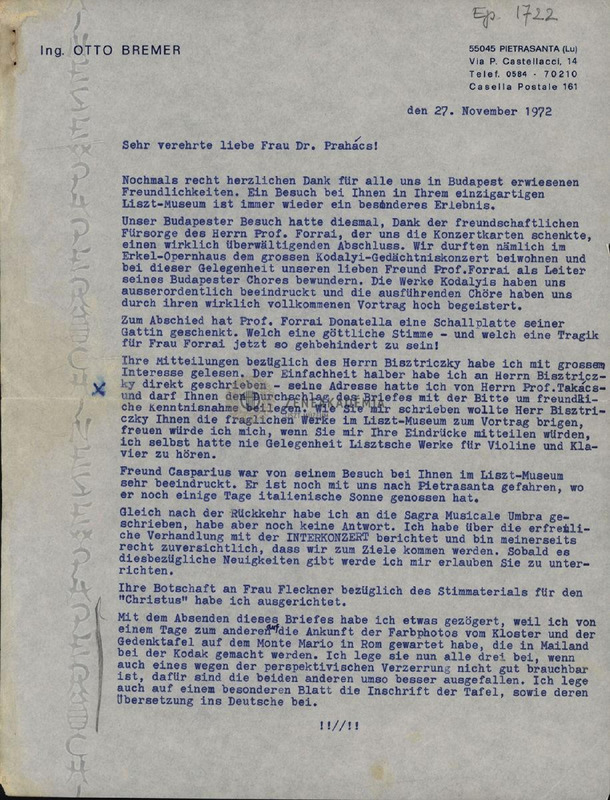 Ep. 1722
Ing. OTTO BREMER
55045 PIETRASANTA (Lu)
Via P. Castellacci, 14
Telef. 0584 - 70210
Casella Postale 161
den 27. November 1972
Sehr verehrte liebe Frau Dr. Prahács!
Nochmals recht herzlichen Dank für alle uns in Budapest erwiesenen
Freundlichkeiten. Ein Besuch bei Ihnen in Ihrem einzigartigen
Liszt-Museum ist immer wieder ein besonderes Erlebnis.
Unser Budapester Besuch hatte diesmal, Dank der freundschaftlichen
Fürsorge des Herrn Prof. Forrai, der uns die Konzertkarten schenkte,
einen wirklich überwältigenden Abschluss. Wir durften nämlich im
Erkel-Opernhaus dem grossen Kodalyi-Gedächtniskonzert beiwohnen und
bei dieser Gelegenheit unseren lieben Freund Prof.Forrai als Leiter
seines Budapester Chores bewundern. Die Werke Kodalyis haben uns
ausserordentlich beeindruckt und die ausführenden Chöre haben uns
durch ihren wirklich vollkommenen Vortrag hoch begeistert.
Zum Abschied hat Prof. Forrai Donatella eine Schallplatte seiner
Gattin geschenkt. Welch eine göttliche Stimme - und welch eine Tragik
für Frau Forrai jetzt so gehbehindert zu sein!
Ihre Mitteilungen bezüglich des Herrn Bisztriczky habe ich mit grossem
Interesse gelesen. Der Einfachheit halber habe ich an Herrn Bisztricz-
ky direkt geschrieben - seine Adresse hatte ich von Herrn Prof.Takács-
und darf Ihnen den Durchschlag des Briefes mit der Bitte um freundli-
che Kenntnisnahme beilegen. Wie Sie mir schrieben wollte Herr Bisztri-
czky Ihnen die fraglichen Werke im Liszt-Museum zum Vortrag brigen,
freuen würde ich mich, wenn Sie mir Ihre Eindrücke mitteilen würden,
ich selbst hatte nie Gelegenheit Lisztsche Werke für Violine und Kla-
vier zu hören.
ZENEAKADÉMIA
Freund Casparius war von seinem Besuch bei Ihnen im Liszt-Museum
sehr beeindruckt. Er ist noch mit uns nach Pietrasanta gefahren, wo
er noch einige Tage italienische Sonne genossen hat.
Gleich nach der Rückkehr habe ich an die Sagra Musicale Umbra ge-
schrieben, habe aber noch keine Antwort. Ich habe über die erfreuli-
che Verhandlung mit der INTERKONZERT berichtet und bin meinerseits
recht zuversichtlich, dass wir zum Ziele kommen werden. Sobald es
diesbezügliche Neuigkeiten gibt werde ich mir erlauben Sie zu unter-
richten.
Ihre Botschaft an Frau Fleckner bezüglich des Stimmaterials für den
"Christus" habe ich ausgerichtet.
Mit dem Absenden dieses Briefes habe ich etwas gezögert, weil ich von
einem Tage zum anderen auf die Ankunft der Farbphotos vom Kloster und der
Gedenktafel auf dem Monte Mario in Rom gewartet habe, die in Mailand
bei der Kodak gemacht werden. Ich lege sie nun alle drei bei, wenn
auch eines wegen der perspektivischen Verzerrung nicht gut brauchbar
ist, dafür sind die beiden anderen umso besser ausgefallen. Ich lege
auch auf einem besonderen Blatt die Inschrift der Tafel, sowie deren
Übersetzung ins Deutsche bei.
!!//!!